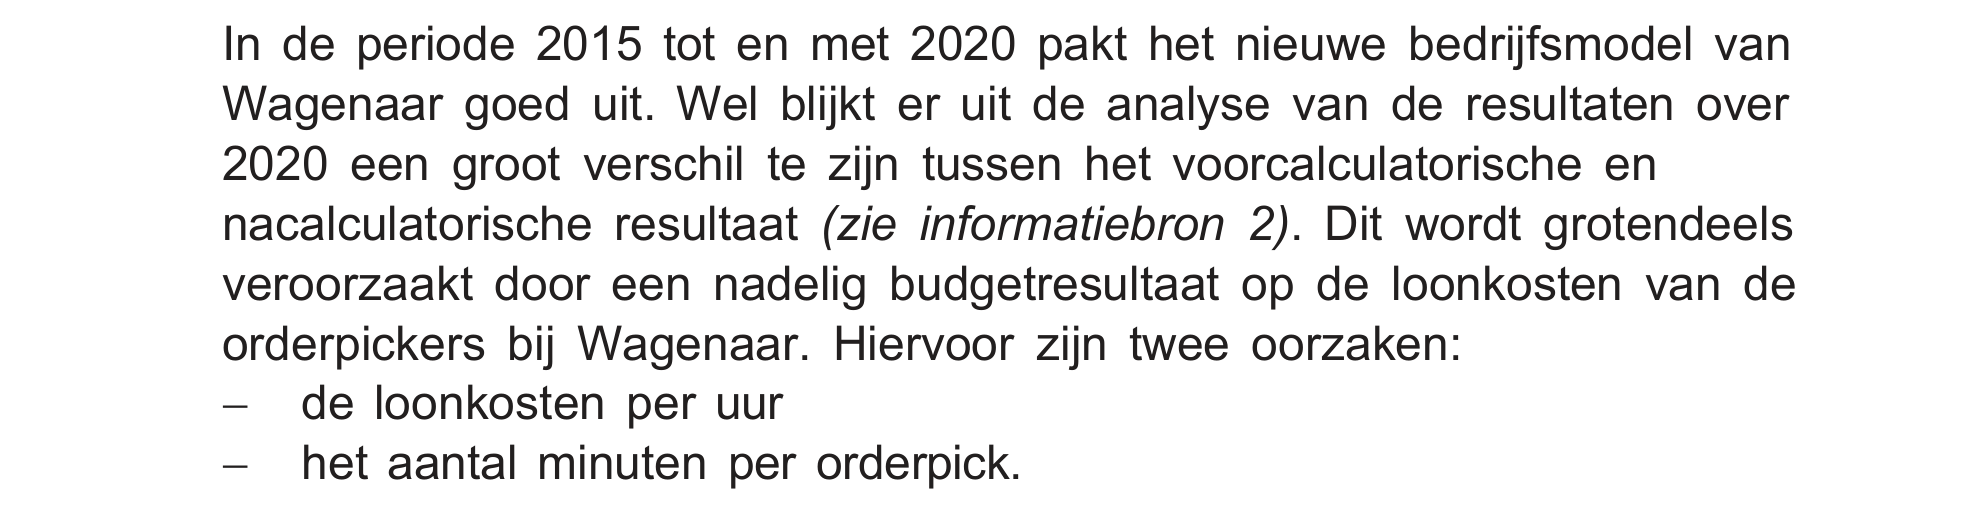 In de periode 2015 tot en met 2020 pakt het nieuwe bedrijfsmodel van
Wagenaar goed uit. Wel blijkt er uit de analyse van de resultaten over
2020 een groot verschil te zijn tussen het voorcalculatorische en
nacalculatorische resultaat (zie informatiebron 2). Dit wordt grotendeels
veroorzaakt door een nadelig budgetresultaat op de loonkosten van de
orderpickers bij Wagenaar. Hiervoor zijn twee oorzaken:
– de loonkosten per uur
– het aantal minuten per orderpick.